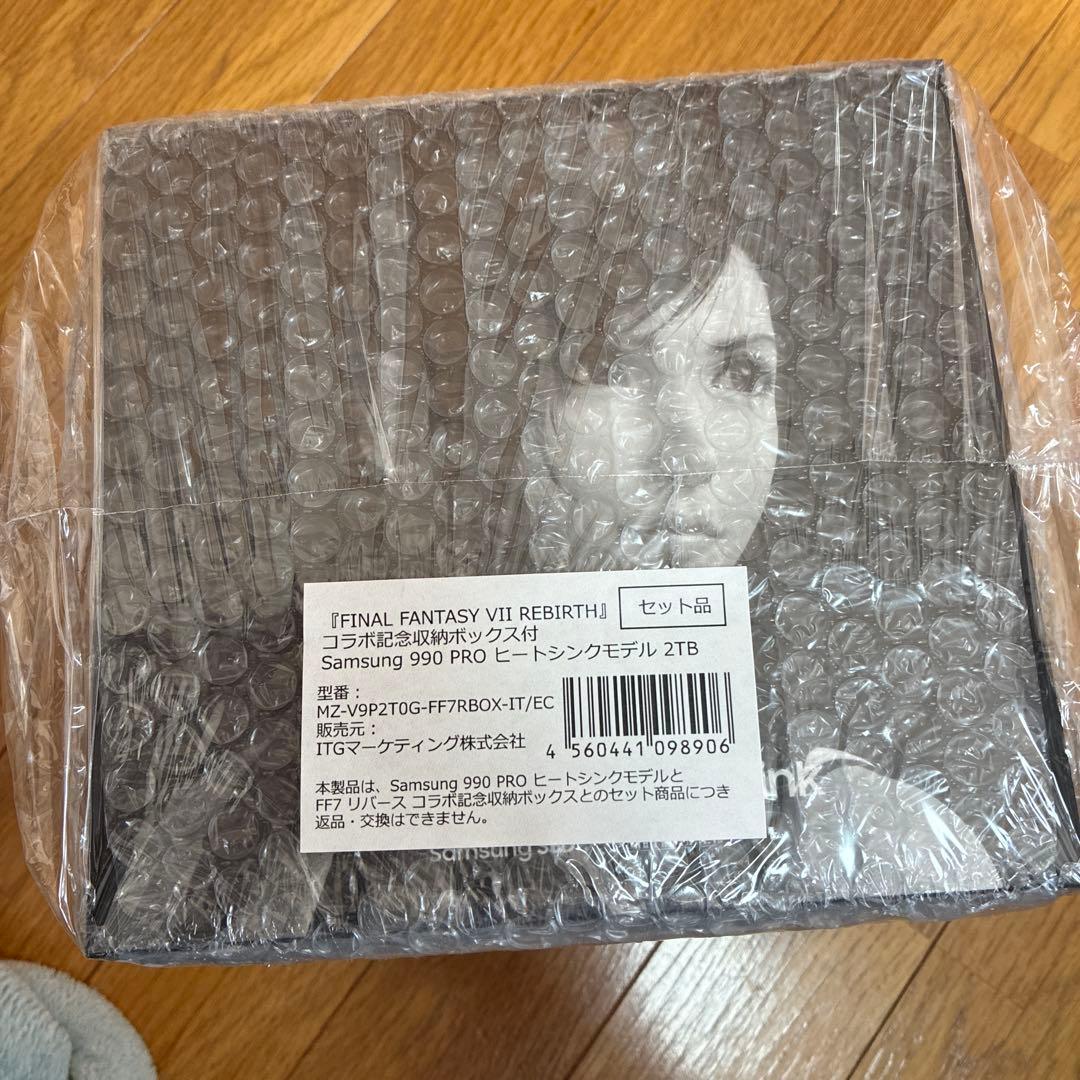 『FINAL FANTASY VII REBIRTH』
セット品
コラボ記念収納ボックス付
Samsung 990 PRO ヒートシンクモデル 2TB
型番：
MZ-V9P2T0G-FF7RBOX-IT/EC
販売元：
ITGマーケティング株式会社
4 560441 098906
本製品は、Samsung 990 PRO ヒートシンクモデルと
FF7 リバース コラボ記念収納ボックスとのセット商品につき
返品・交換はできません。
Samsung